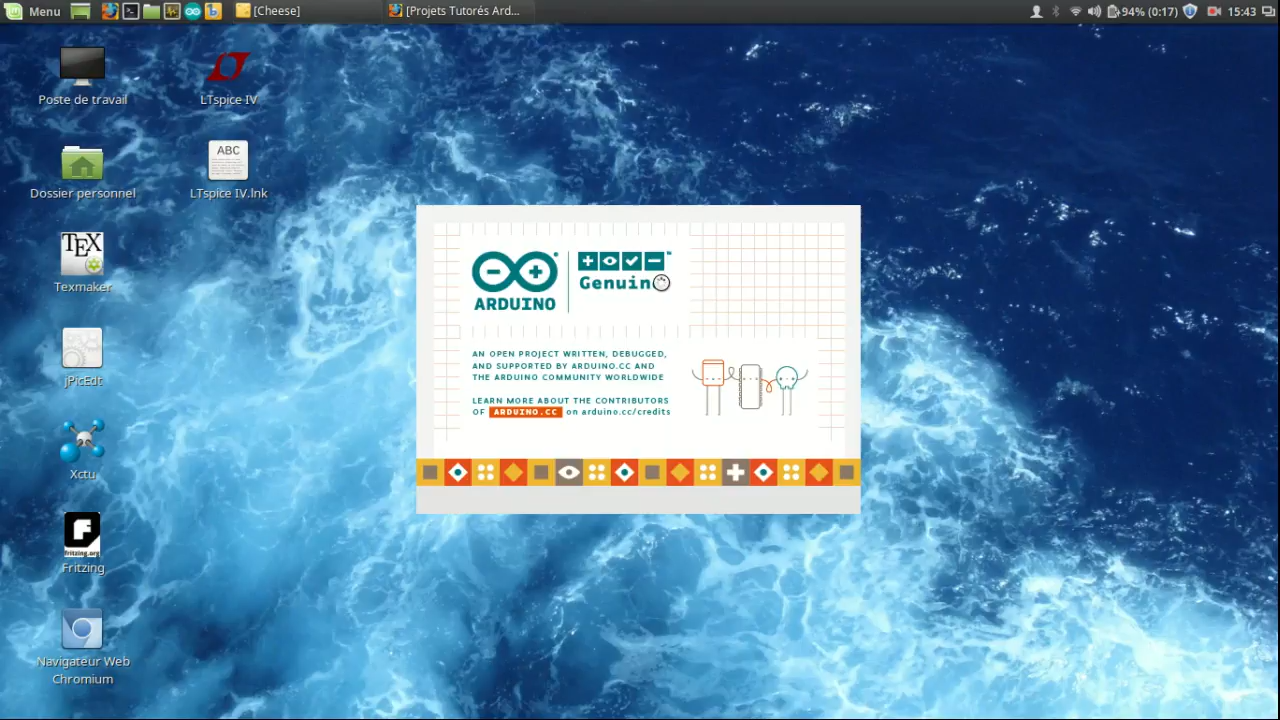 Menu
[Cheese]
[Projets Tutorés Ard...
94% (0:17)
15:43
Poste de travail
LTspice IV
ABC
Dossier personnel
LTspice IV.lnk
TEX
Texmaker
jPicEdt
Xctu
fritzing.org
Fritzing
Navigateur Web
Chromium
ARDUINO
Genuino
AN OPEN PROJECT WRITTEN, DEBUGGED,
AND SUPPORTED BY ARDUINO.CC AND
THE ARDUINO COMMUNITY WORLDWIDE
LEARN MORE ABOUT THE CONTRIBUTORS
OF ARDUINO.CC on arduino.cc/credits